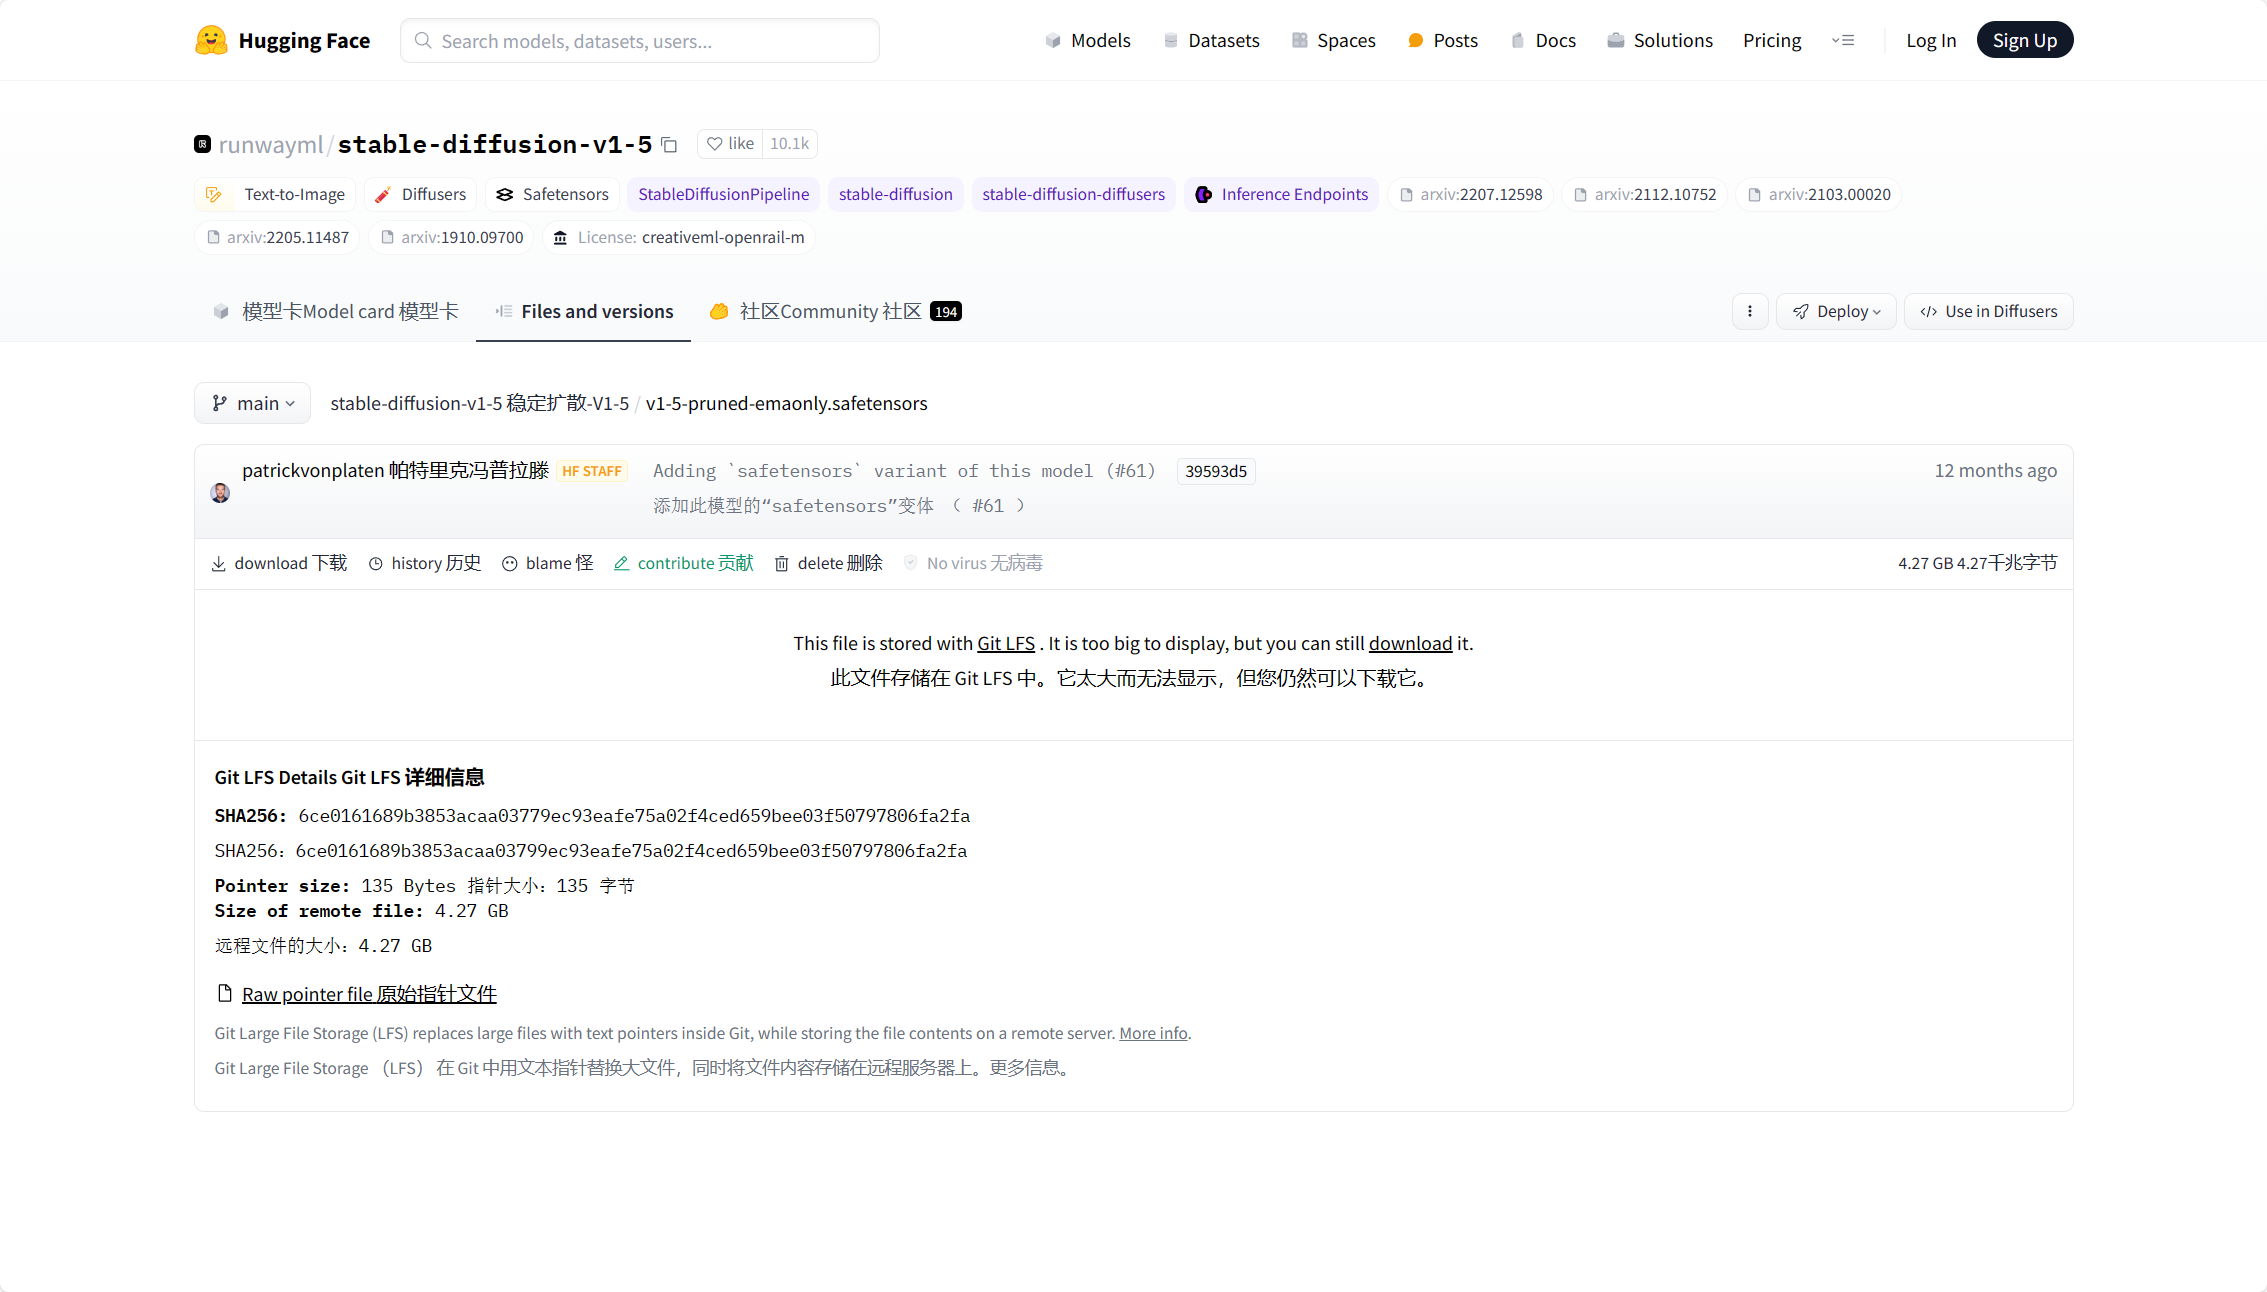 Hugging Face
Search models, datasets, users...
Models
Datasets
Spaces
Posts
Docs
Solutions
Pricing
Log In
Sign Up
runwayml/stable-diffusion-v1-5
like 10.1k
Text-to-Image
Diffusers
Safetensors
StableDiffusionPipeline
stable-diffusion
stable-diffusion-diffusers
Inference Endpoints
arxiv:2207.12598
arxiv:2112.10752
arxiv:2103.00020
arxiv:2205.11487
arxiv:1910.09700
License: creativeml-openrail-m
模型卡Model card 模型卡
Files and versions
社区Community 社区 194
Deploy
Use in Diffusers
main
stable-diffusion-v1-5 稳定扩散-V1-5 / v1-5-pruned-emaonly.safetensors
patrickvonplaten 帕特里克冯普拉滕 HF STAFF
Adding `safetensors` variant of this model (#61) 39593d5
12 months ago
添加此模型的“safetensors”变体 （ #61 ）
download 下载
history 历史
blame 怪
contribute 贡献
delete 删除
No virus 无病毒
4.27 GB 4.27千兆字节
This file is stored with Git LFS . It is too big to display, but you can still download it.
此文件存储在 Git LFS 中。它太大而无法显示，但您仍然可以下载它。
Git LFS Details Git LFS 详细信息
SHA256: 6ce0161689b3853acaa03779ec93eafe75a02f4ced659bee03f50797806fa2fa
SHA256：6ce0161689b3853acaa03799ec93eafe75a02f4ced659bee03f50797806fa2fa
Pointer size: 135 Bytes 指针大小：135 字节
Size of remote file: 4.27 GB
远程文件的大小：4.27 GB
Raw pointer file 原始指针文件
Git Large File Storage (LFS) replaces large files with text pointers inside Git, while storing the file contents on a remote server. More info.
Git Large File Storage （LFS） 在 Git 中用文本指针替换大文件，同时将文件内容存储在远程服务器上。更多信息。